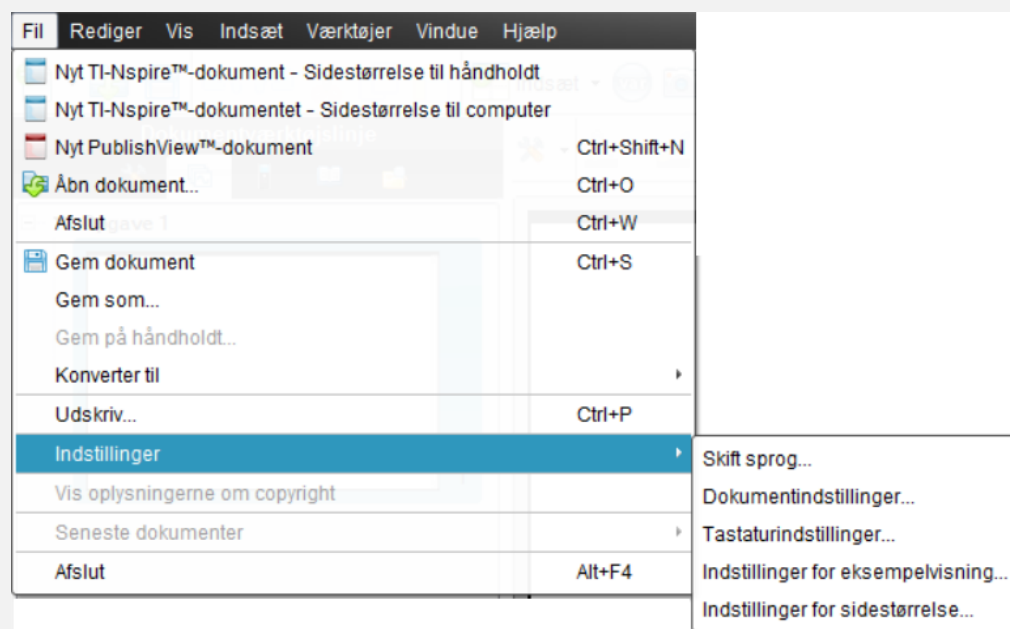 Fil Rediger Vis Indsæt Værktøjer Vindue Hjælp
Nyt TI-Nspire™-dokument - Sidestørrelse til håndholdt
Nyt TI-Nspire™-dokumentet - Sidestørrelse til computer
Nyt PublishView™-dokument Ctrl+Shift+N
Åbn dokument... Ctrl+O
Afslut Ctrl+W
Gem dokument Ctrl+S
Gem som...
Gem på håndholdt...
Konverter til
Udskriv... Ctrl+P
Indstillinger
Vis oplysningerne om copyright
Seneste dokumenter
Afslut Alt+F4
Skift sprog...
Dokumentindstillinger...
Tastaturindstillinger...
Indstillinger for eksempelvisning...
Indstillinger for sidestørrelse...